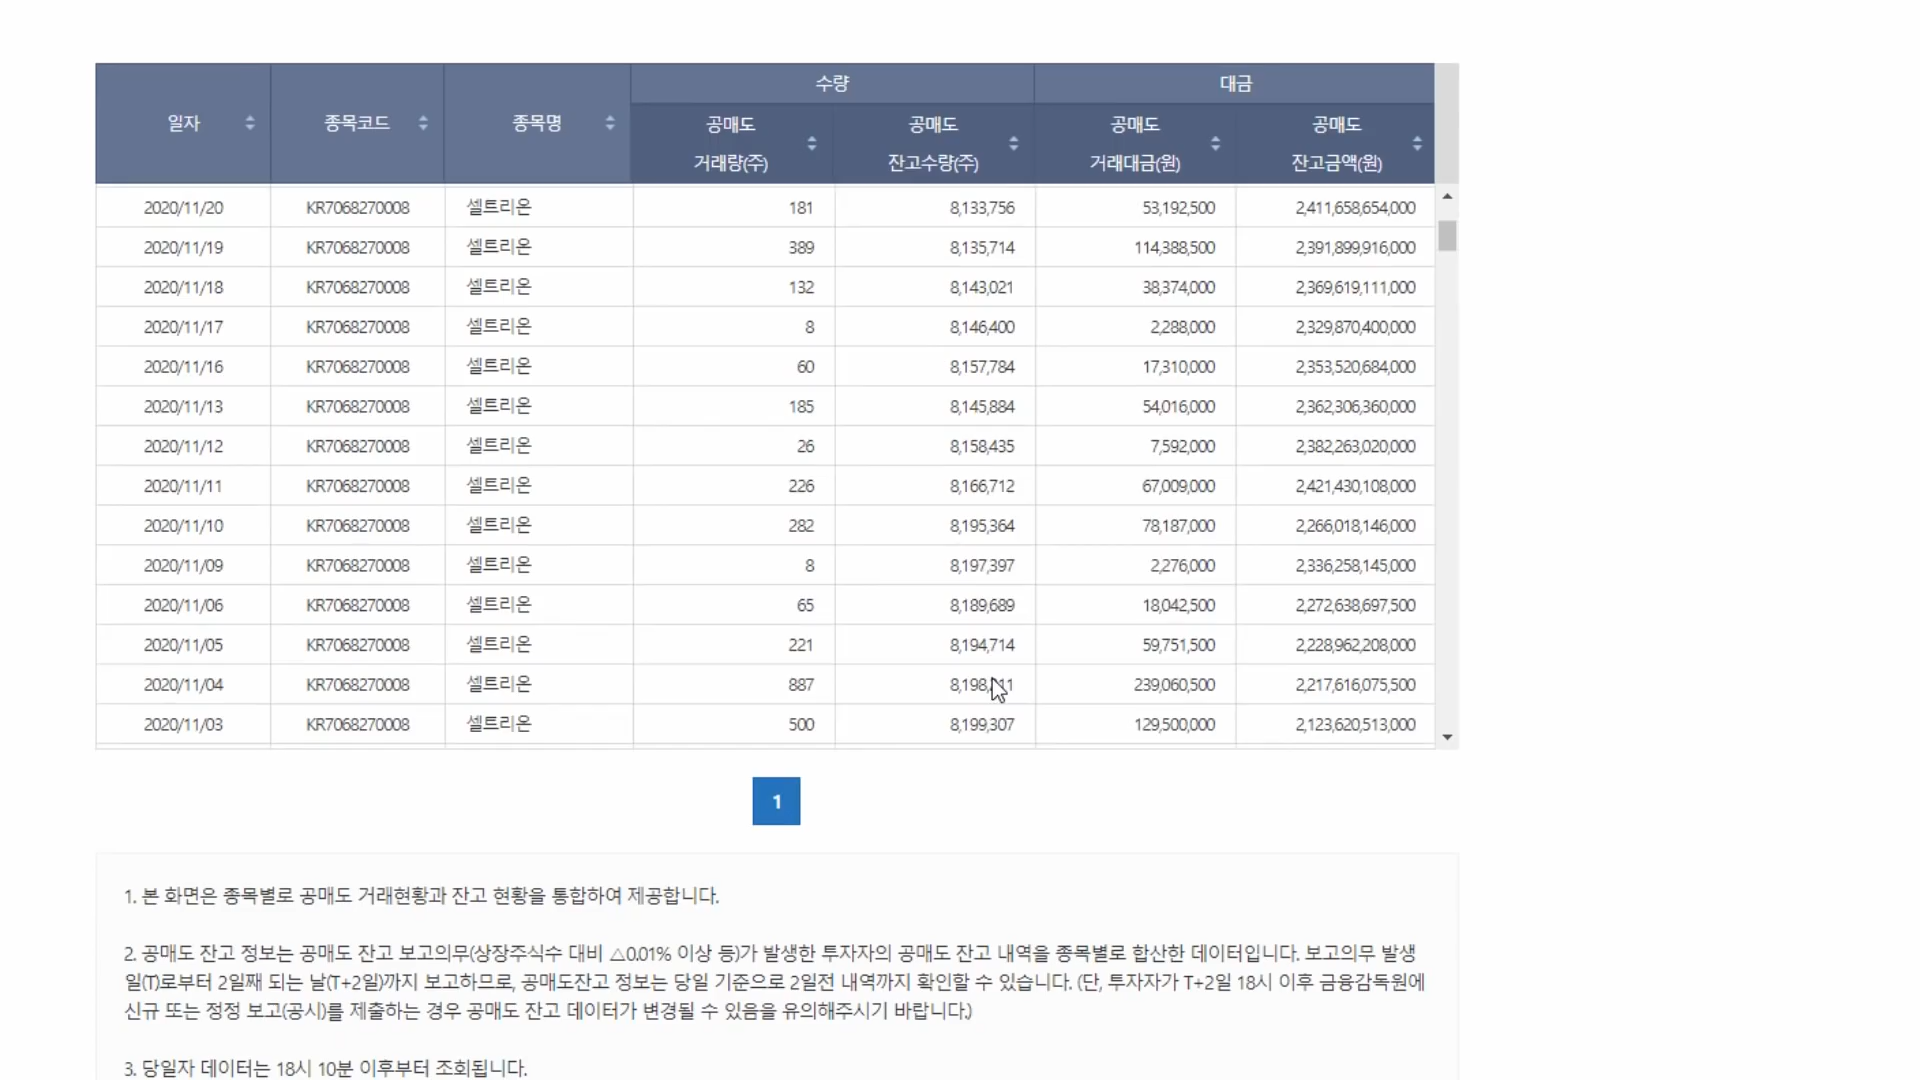 수량 대금
일자 종목코드 종목명 공매도 공매도 공매도 공매도
거래량(주) 잔고수량(주) 거래대금(원) 잔고금액(원)
2020/11/20 KR7068270008 셀트리온 181 8,133,756 53,192,500 2,411,658,654,000
2020/11/19 KR7068270008 셀트리온 389 8,135,714 114,388,500 2,391,899,916,000
2020/11/18 KR7068270008 셀트리온 132 8,143,021 38,374,000 2,369,619,111,000
2020/11/17 KR7068270008 셀트리온 8 8,146,400 2,288,000 2,329,870,400,000
2020/11/16 KR7068270008 셀트리온 60 8,157,784 17,310,000 2,353,520,684,000
2020/11/13 KR7068270008 셀트리온 185 8,145,884 54,016,000 2,362,306,360,000
2020/11/12 KR7068270008 셀트리온 26 8,158,435 7,592,000 2,382,263,020,000
2020/11/11 KR7068270008 셀트리온 226 8,166,712 67,009,000 2,421,430,108,000
2020/11/10 KR7068270008 셀트리온 282 8,195,364 78,187,000 2,266,018,146,000
2020/11/09 KR7068270008 셀트리온 8 8,197,397 2,276,000 2,336,258,145,000
2020/11/06 KR7068270008 셀트리온 65 8,189,689 18,042,500 2,272,638,697,500
2020/11/05 KR7068270008 셀트리온 221 8,194,714 59,751,500 2,228,962,208,000
2020/11/04 KR7068270008 셀트리온 887 239,060,500 2,217,616,075,500
2020/11/03 KR7068270008 셀트리온 500 8,199,307 129,500,000 2,123,620,513,000
1
1. 본 화면은 종목별로 공매도 거래현황과 잔고 현황을 통합하여 제공합니다.
2. 공매도 잔고 정보는 공매도 잔고 보고의무(상장주식수 대비 △0.01% 이상 등)가 발생한 투자자의 공매도 잔고 내역을 종목별로 합산한 데이터입니다. 보고의무 발생
일(T)로부터 2일째 되는 날(T+2일)까지 보고하므로, 공매도잔고 정보는 당일 기준으로 2일전 내역까지 확인할 수 있습니다. (단, 투자자가 T+2일 18시 이후 금융감독원에
신규 또는 정정 보고(공시)를 제출하는 경우 공매도 잔고 데이터가 변경될 수 있음을 유의해주시기 바랍니다.)
3. 당일자 데이터는 18시 10분 이후부터 조회됩니다.